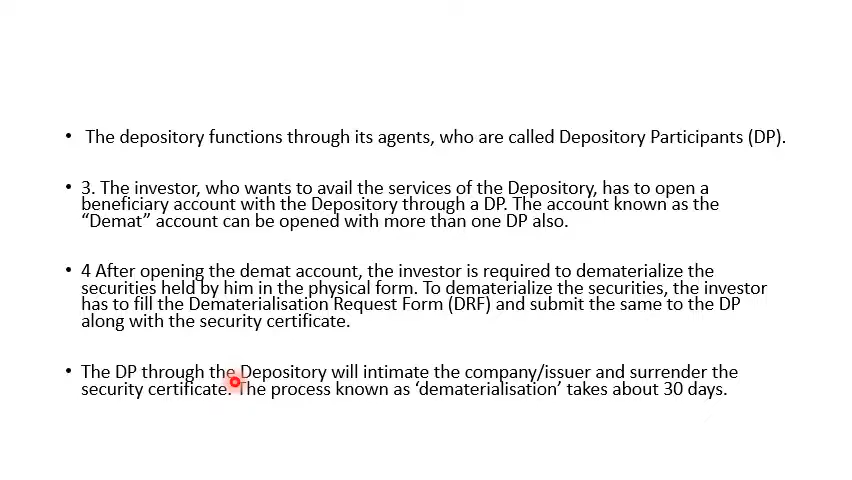 • The depository functions through its agents, who are called Depository Participants (DP).
• 3. The investor, who wants to avail the services of the Depository, has to open a
beneficiary account with the Depository through a DP. The account known as the
“Demat” account can be opened with more than one DP also.
• 4 After opening the demat account, the investor is required to dematerialize the
securities held by him in the physical form. To dematerialize the securities, the investor
has to fill the Dematerialisation Request Form (DRF) and submit the same to the DP
along with the security certificate.
• The DP through the Depository will intimate the company/issuer and surrender the
security certificate. The process known as ‘dematerialisation’ takes about 30 days.